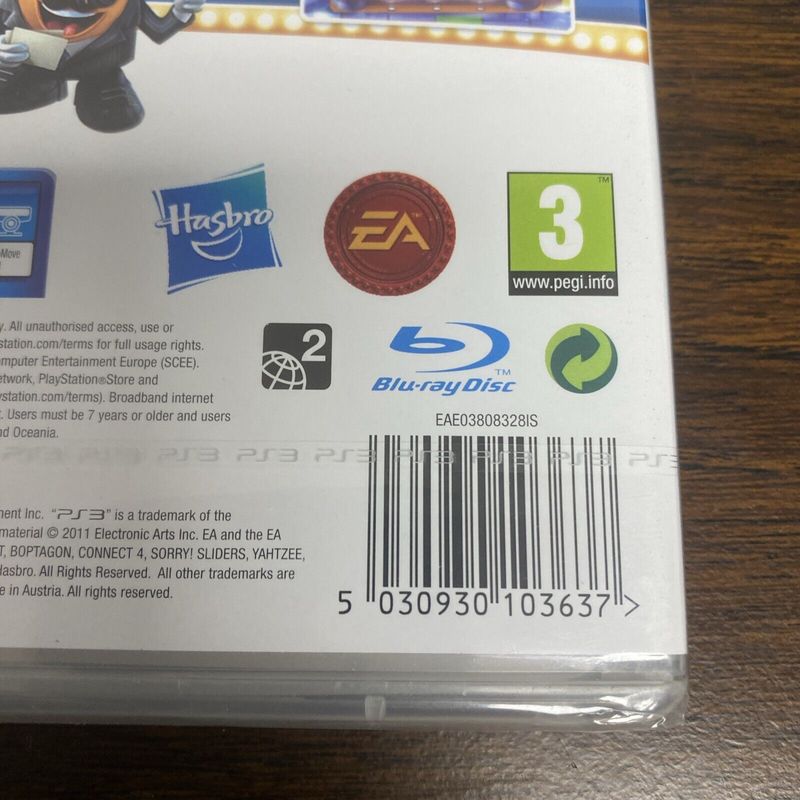 Move
Hasbro
EA
3
TM
www.pegi.info
y. All unauthorised access, use or
station.com/terms for full usage rights.
omputer Entertainment Europe (SCEE).
etwork, PlayStation®Store and
ystation.com/terms). Broadband internet
t. Users must be 7 years or older and users
nd Oceania.
2
Blu-ray Disc
TM
EAE03808328IS
PS3 PS3 PS3 PS3 PS3 PS3 PS3 PS3 PS3
ment Inc. "PS3" is a trademark of the
material © 2011 Electronic Arts Inc. EA and the EA
T, BOPTAGON, CONNECT 4, SORRY! SLIDERS, YAHTZEE,
Hasbro. All Rights Reserved. All other trademarks are
e in Austria. All rights reserved.
5 030930 103637 >